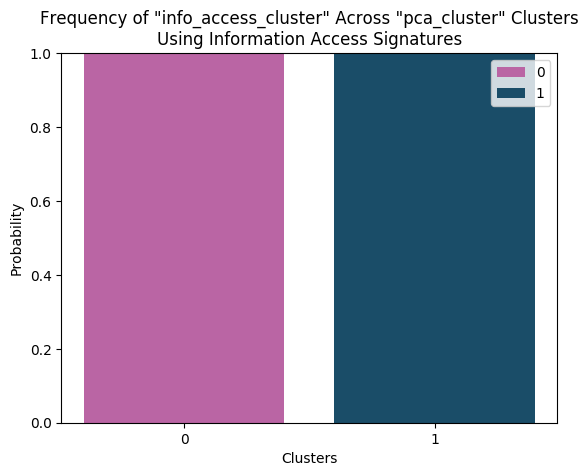 Frequency of "info_access_cluster" Across "pca_cluster" Clusters
Using Information Access Signatures
1.0
0.8
0.6
0.4
0.2
0.0
Probability
0
1
0
1
Clusters